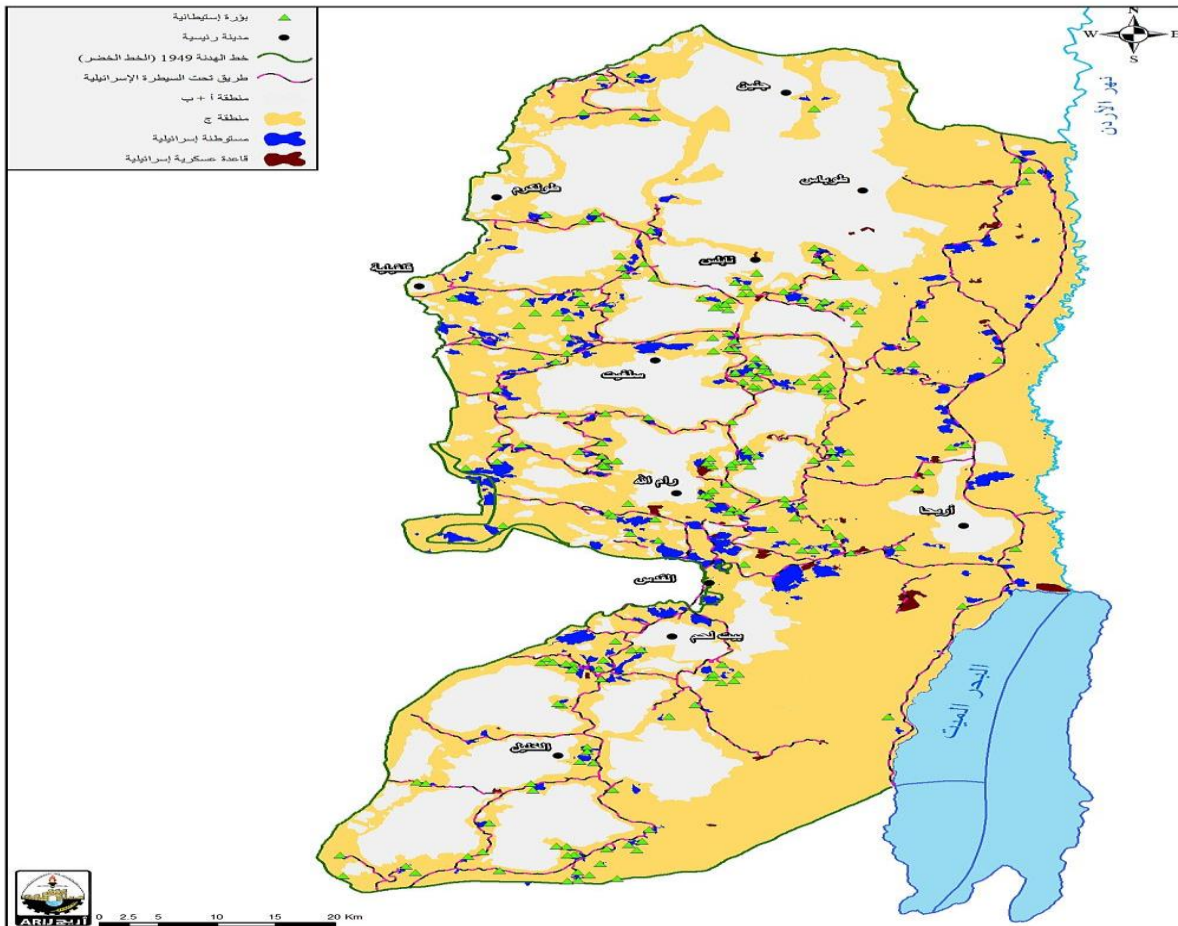 بؤرة إستيطانية
مدينة رئيسية
خط الهدنة 1949 (الخط الخضر)
طريق تحت السيطرة الإسرائيلية
منطقة أ + ب
منطقة ج
مستوطنة إسرائيلية
قاعدة عسكرية إسرائيلية
N
W E
S
نهر الأردن
جنين
طوباس
طولكرم
نابلس
قلقيلية
سلفيت
رام الله
أريحا
القدس
بيت لحم
البحر الميت
الخليل
ARIJ أريج
0 2.5 5 10 15 20 Km